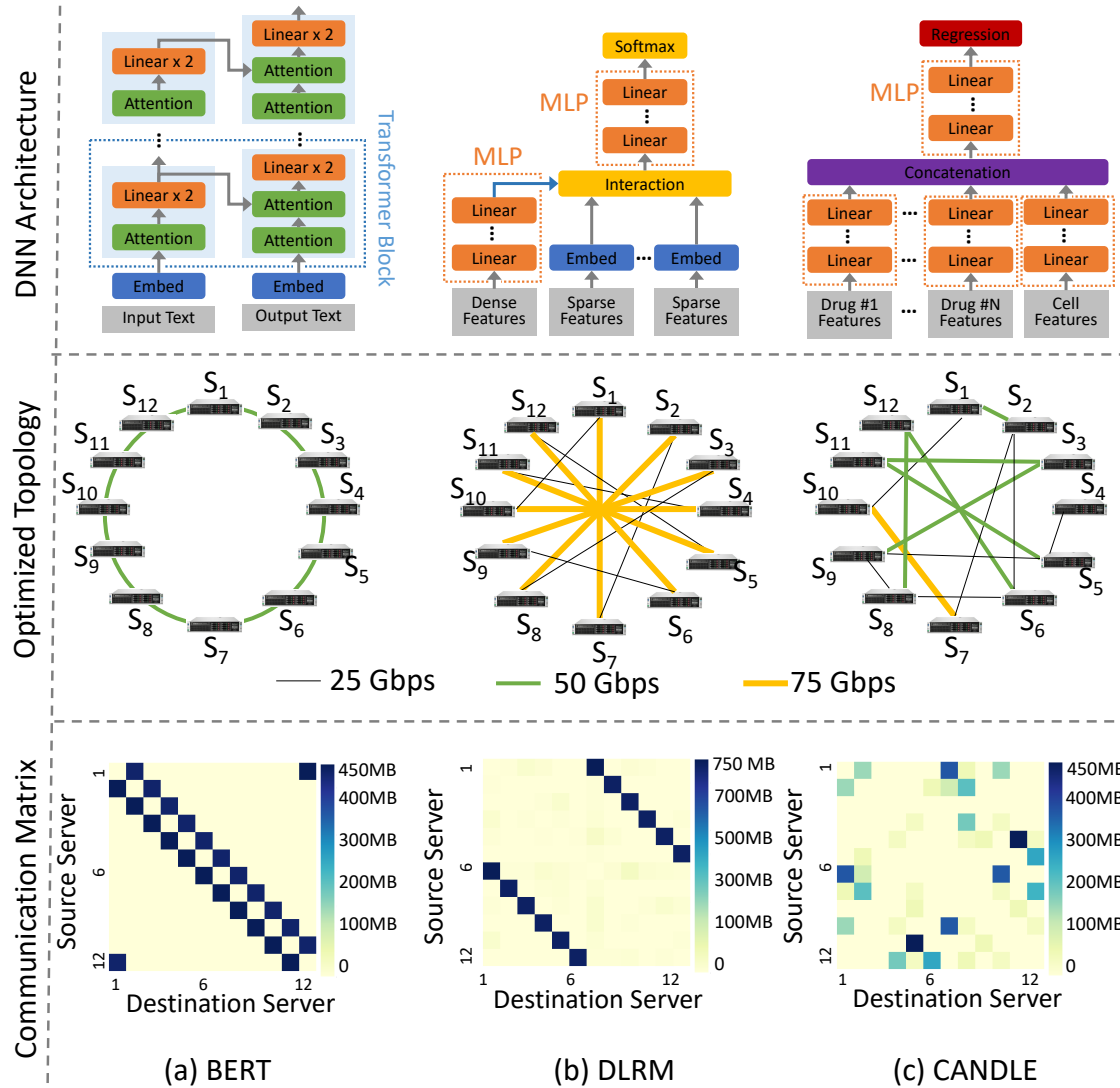 DNN Architecture
Linear x 2
Linear x 2
Attention
Attention
Attention
Linear x 2
Linear x 2
Attention
Attention
Attention
Embed
Embed
Input Text
Output Text
Transformer Block
Softmax
MLP
Linear
Linear
MLP
Interaction
Linear
Linear
Embed
Embed
Dense Features
Sparse Features
Sparse Features
Regression
MLP
Linear
Linear
Concatenation
Linear
Linear
Linear
Linear
Linear
Linear
Drug #1 Features
...
Drug #N Features
Cell Features
Optimized Topology
S1
S2
S3
S4
S5
S6
S7
S8
S9
S10
S11
S12
S1
S2
S3
S4
S5
S6
S7
S8
S9
S10
S11
S12
S1
S2
S3
S4
S5
S6
S7
S8
S9
S10
S11
S12
25 Gbps
50 Gbps
75 Gbps
Communication Matrix
Source Server
1
6
12
1
6
12
Destination Server
450MB
400MB
300MB
200MB
100MB
0
Source Server
1
6
12
1
6
12
Destination Server
750 MB
700MB
500MB
300MB
100MB
0
Source Server
1
6
12
1
6
12
Destination Server
450MB
400MB
300MB
200MB
100MB
0
(a) BERT
(b) DLRM
(c) CANDLE